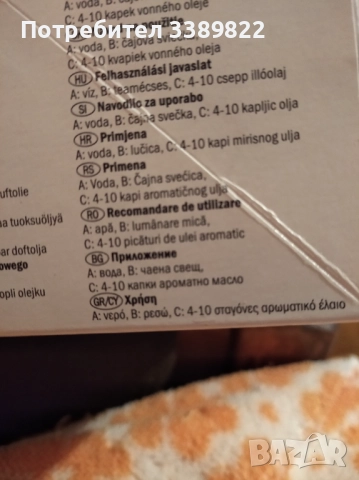 Потребител 3389822
A: voda, B: čajová
C: 4-10 kapek vonného oleje
A: voda, B: čajová
C: 4-10 kvapiek vonného oleja
HU Felhasználási javaslat
A: víz, B: teamécses, C: 4-10 csepp illóolaj
SI Navodilo za uporabo
A: voda, B: čajna svečka, C: 4-10 kapljic olja
HR Primjena
A: voda, B: lučica, C: 4-10 kapi mirisnog ulja
RS Primena
A: Voda, B: Čajna svećica,
C: 4-10 kapi aromatičnog ulja
RO Recomandare de utilizare
A: apă, B: lumânare mică,
C: 4-10 picături de ulei aromatic
BG Приложение
A: вода, B: чаена свещ,
C: 4-10 капки ароматно масло
GR/CY Χρήση
A: νερό, B: ρεσώ, C: 4-10 σταγόνες αρωματικό έλαιο
uftolie
a tuoksuöljyä
ar doftolja
owego
opli olejku
BAZAR